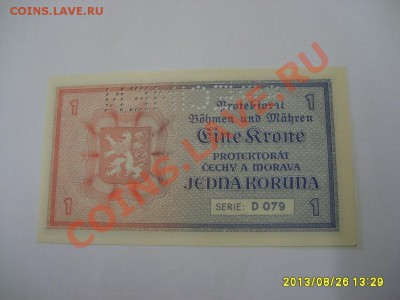 COINS.LAVE.RU
1 Protektorat 1
Böhmen und Mähren
Eine Krone
PROTEKTORÁT
ČECHY A MORAVA
JEDNA KORUNA
1 SERIE: D 079 1
COINS.LAVE.RU
2013/08/26 13:29